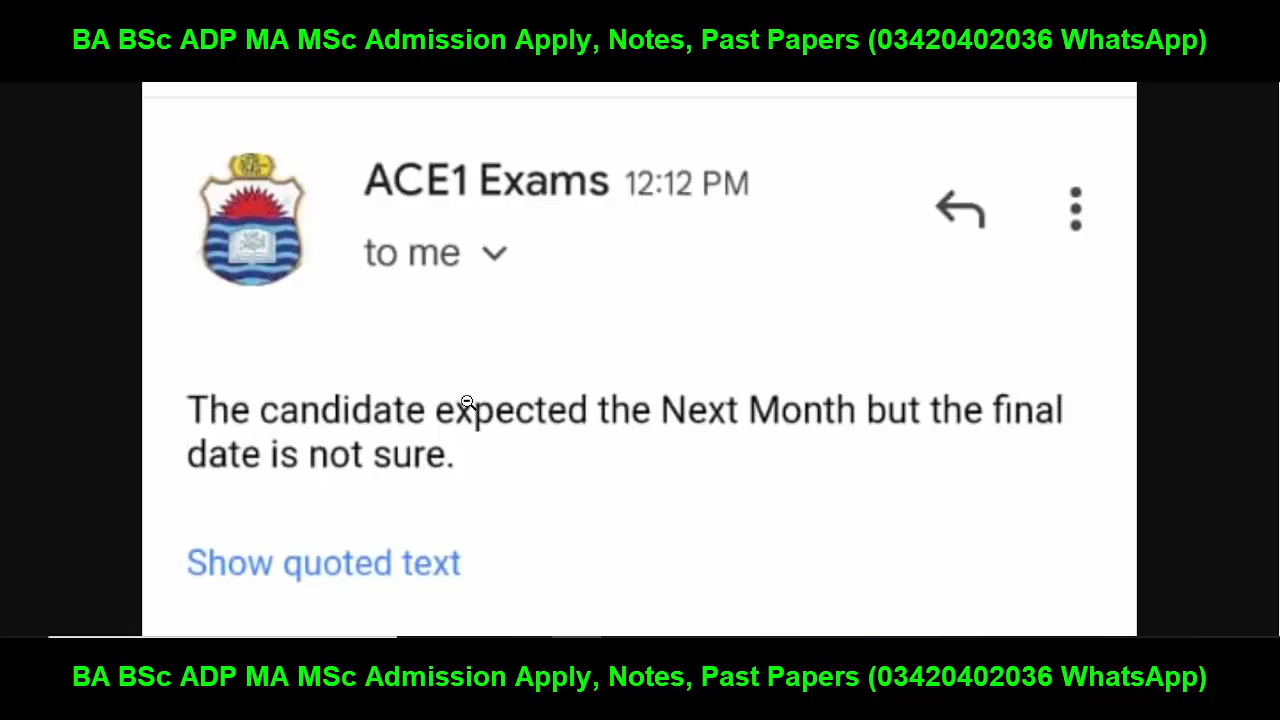 BA BSc ADP MA MSc Admission Apply, Notes, Past Papers (03420402036 WhatsApp)
ACE1 Exams 12:12 PM
to me
The candidate expected the Next Month but the final
date is not sure.
Show quoted text
BA BSc ADP MA MSc Admission Apply, Notes, Past Papers (03420402036 WhatsApp)